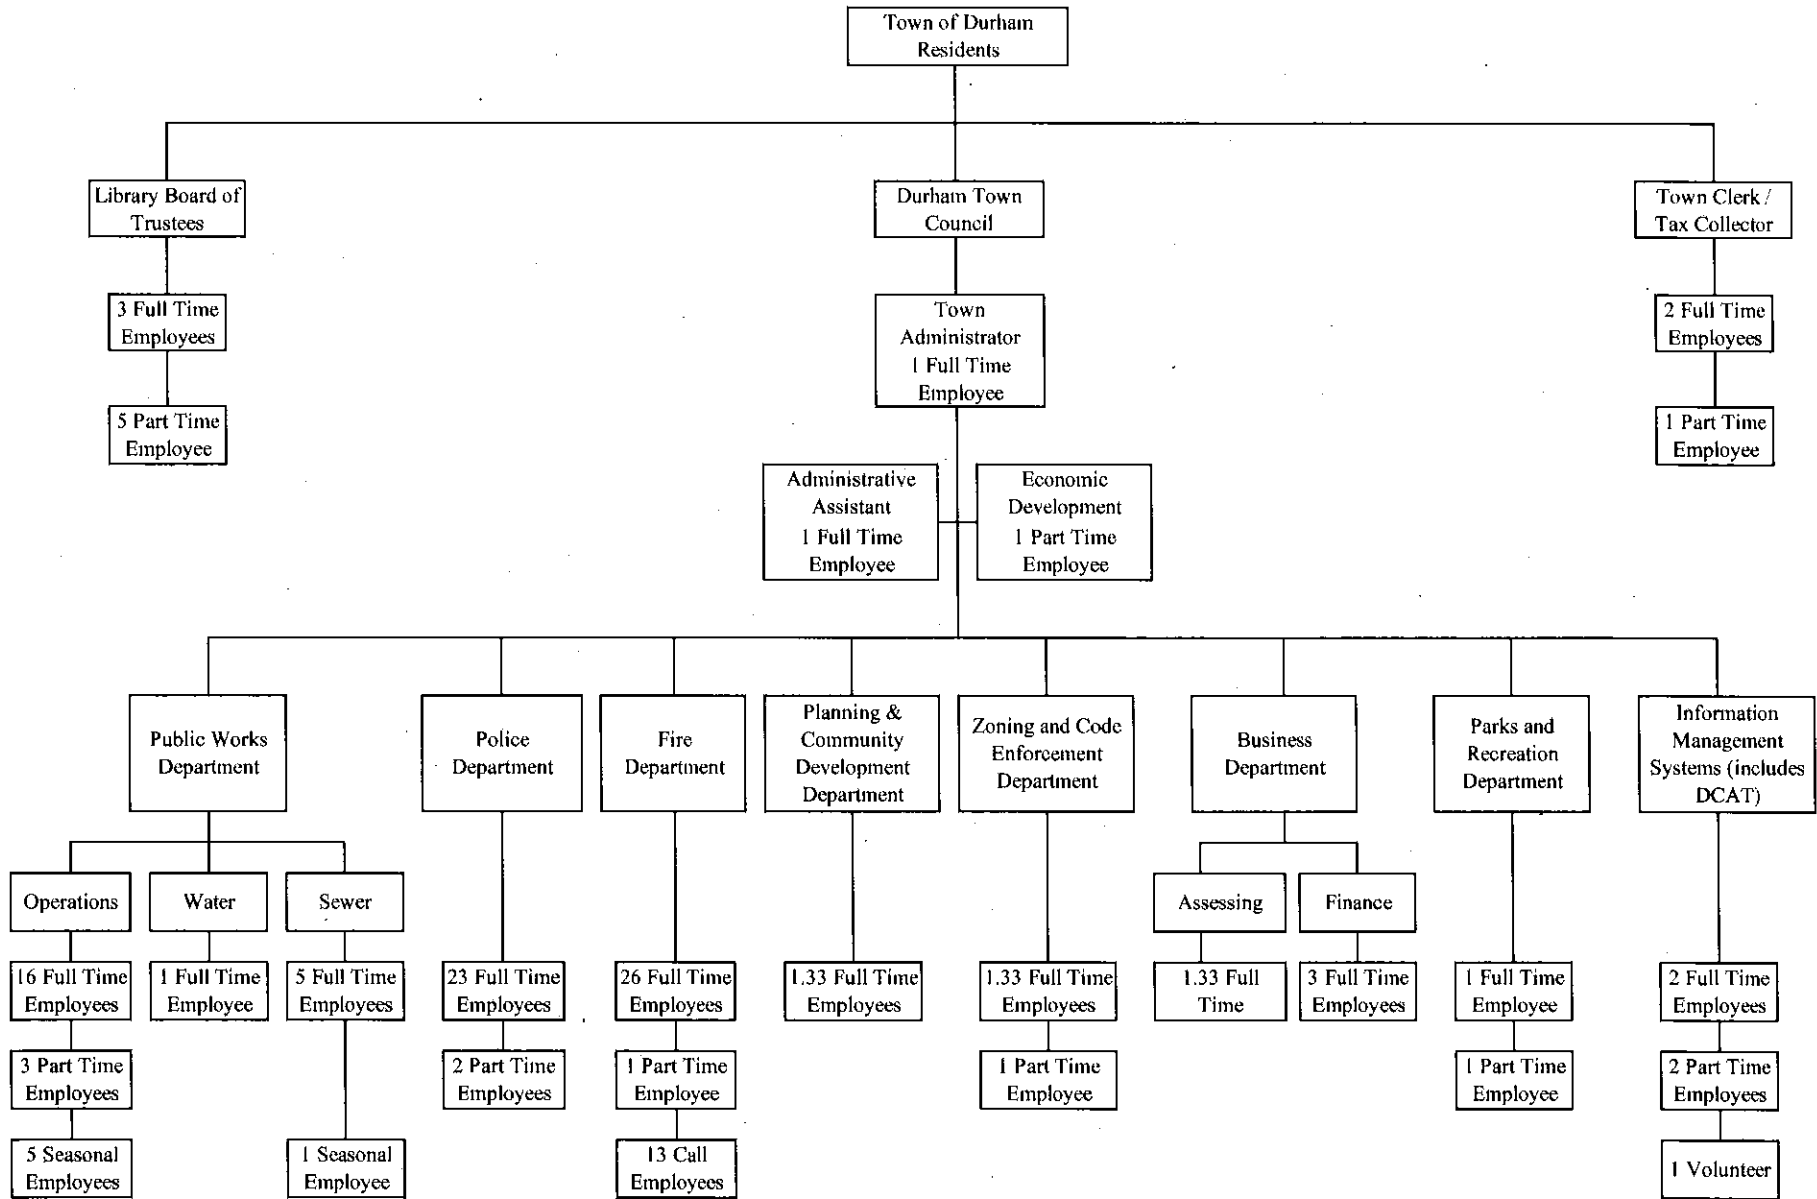 Town of Durham
Residents
Library Board of
Trustees
Durham Town
Council
Town Clerk /
Tax Collector
3 Full Time
Employees
Town
Administrator
1 Full Time
Employee
2 Full Time
Employees
5 Part Time
Employee
1 Part Time
Employee
Administrative
Assistant
1 Full Time
Employee
Economic
Development
1 Part Time
Employee
Public Works
Department
Police
Department
Fire
Department
Planning &
Community
Development
Department
Zoning and Code
Enforcement
Department
Business
Department
Parks and
Recreation
Department
Information
Management
Systems (includes
DCAT)
Operations
Water
Sewer
Assessing
Finance
16 Full Time
Employees
1 Full Time
Employee
5 Full Time
Employees
23 Full Time
Employees
26 Full Time
Employees
1.33 Full Time
Employees
1.33 Full Time
Employees
1.33 Full
Time
3 Full Time
Employees
1 Full Time
Employee
2 Full Time
Employees
3 Part Time
Employees
2 Part Time
Employees
1 Part Time
Employee
1 Part Time
Employee
1 Part Time
Employee
2 Part Time
Employees
5 Seasonal
Employees
1 Seasonal
Employee
13 Call
Employees
1 Volunteer